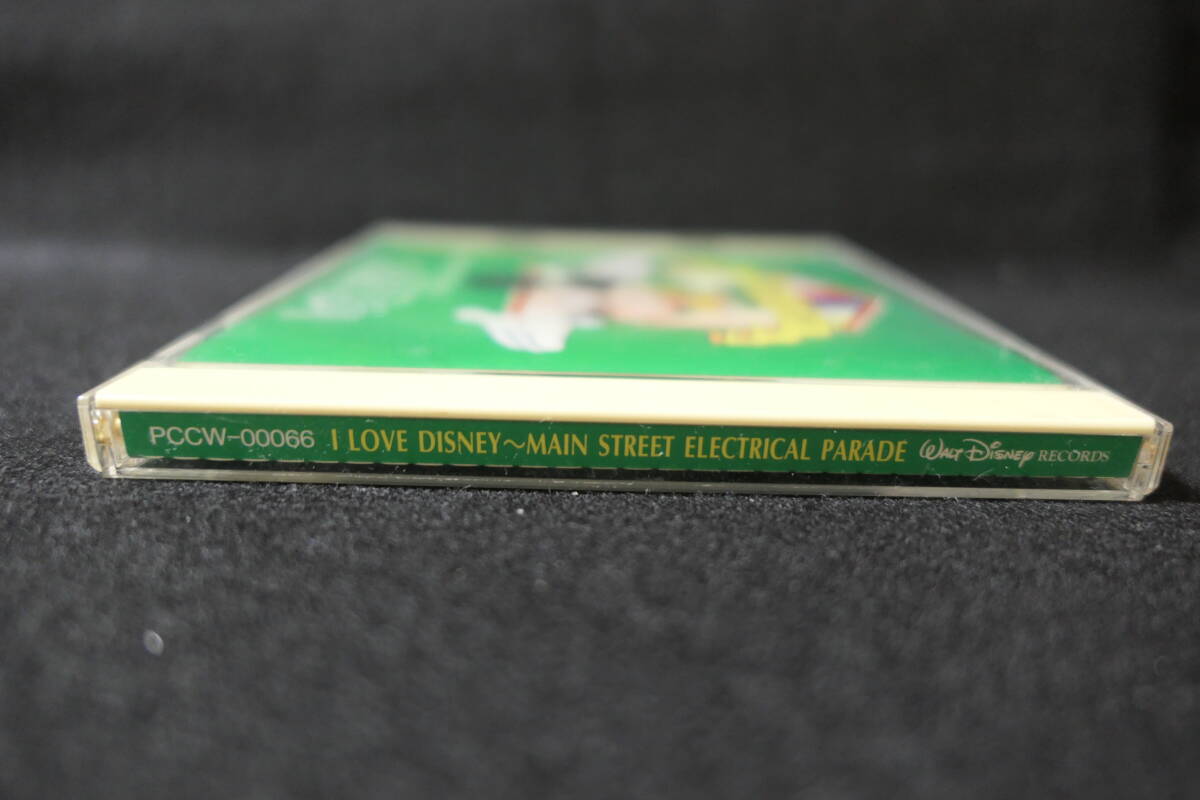 PCCW-00066 I LOVE DISNEY～MAIN STREET ELECTRICAL PARADE WALT DISNEY RECORDS